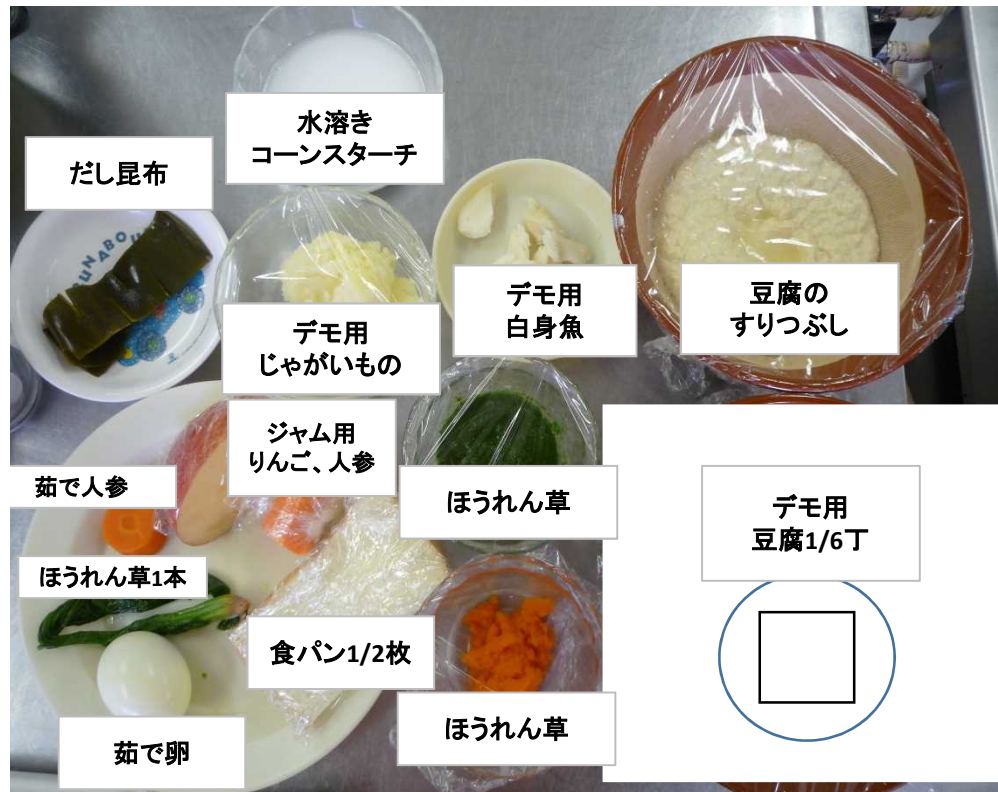 水溶き
コーンスターチ
だし昆布
デモ用
じゃがいもの
デモ用
白身魚
豆腐の
すりつぶし
ジャム用
りんご、人参
茹で人参
ほうれん草
デモ用
豆腐1/6丁
ほうれん草1本
食パン1/2枚
ほうれん草
茹で卵